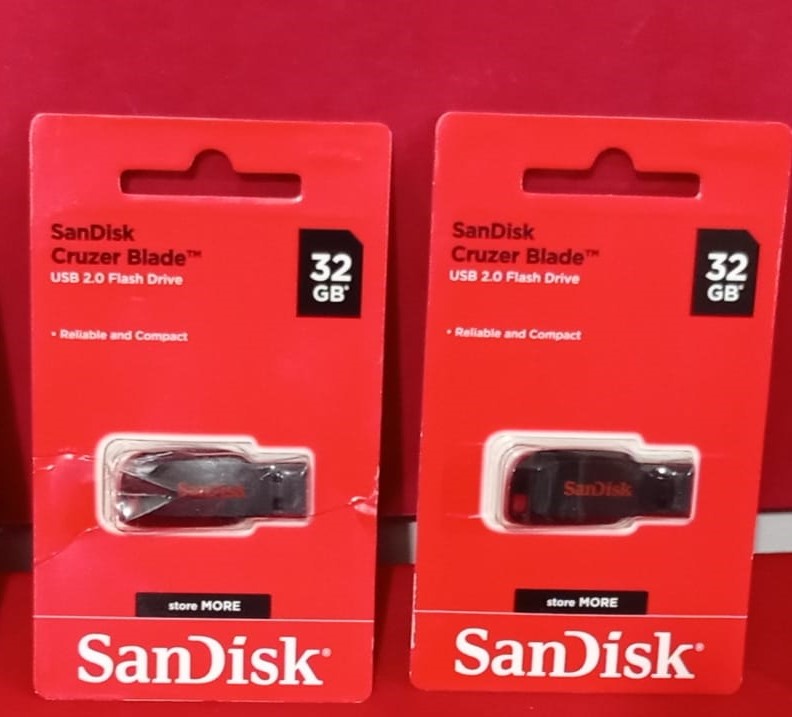 SanDisk
Cruzer Blade™
USB 2.0 Flash Drive
32
GB*
• Reliable and Compact
SanDisk
store MORE
SanDisk®
SanDisk
Cruzer Blade™
USB 2.0 Flash Drive
32
GB*
• Reliable and Compact
SanDisk
store MORE
SanDisk®